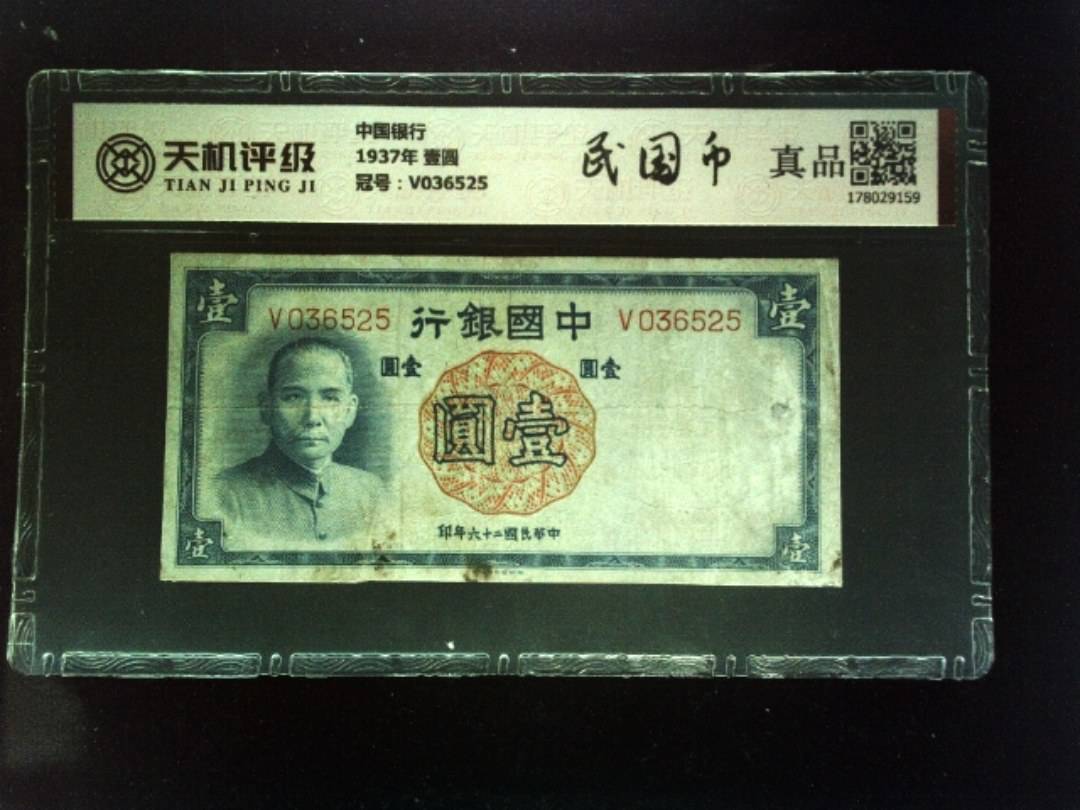 天机评级
TIAN JI PING JI
中国银行
1937年 壹圆
冠号：V036525
民国币
真品
178029159
壹
V036525
行銀國中
V036525
壹
圓壹
圓壹
圓壹
印年六十二國民華中
壹
壹